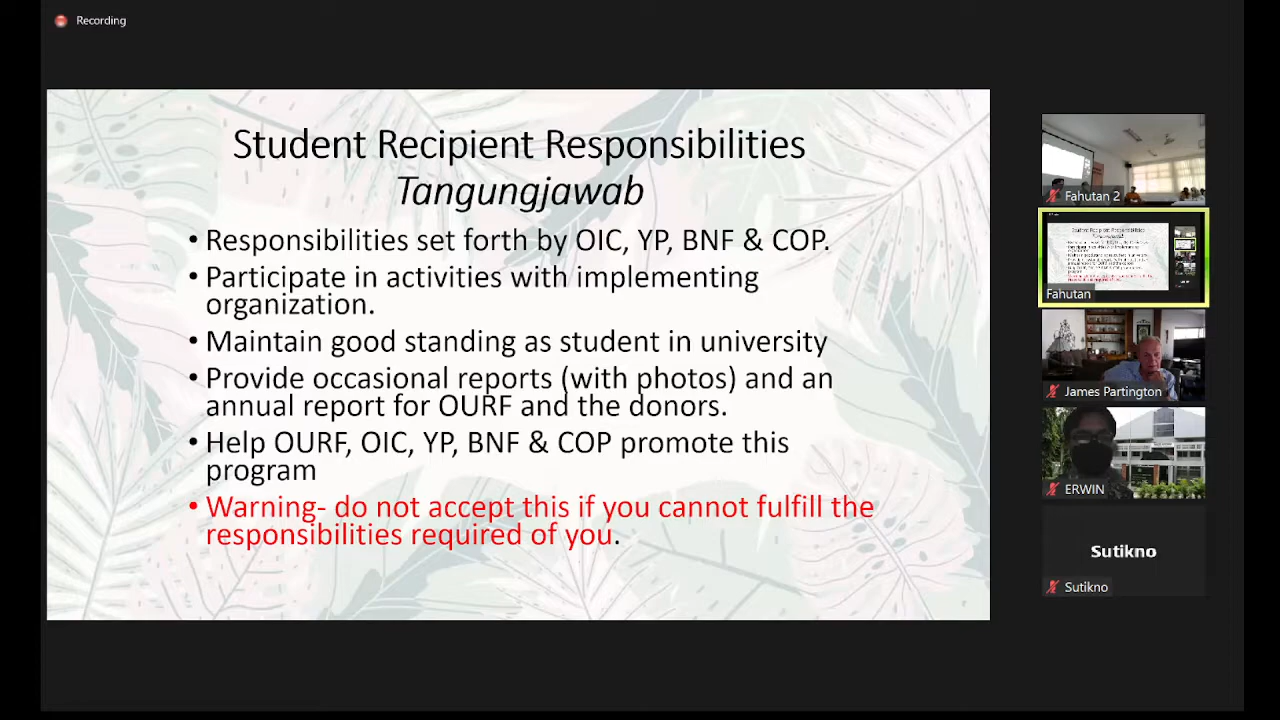 Recording
Student Recipient Responsibilities
Tangungjawab
• Responsibilities set forth by OIC, YP, BNF & COP.
• Participate in activities with implementing
organization.
• Maintain good standing as student in university
• Provide occasional reports (with photos) and an
annual report for OURF and the donors.
• Help OURF, OIC, YP, BNF & COP promote this
program
• Warning- do not accept this if you cannot fulfill the
responsibilities required of you.
Fahutan 2
Fahutan
James Partington
ERWIN
Sutikno
Sutikno